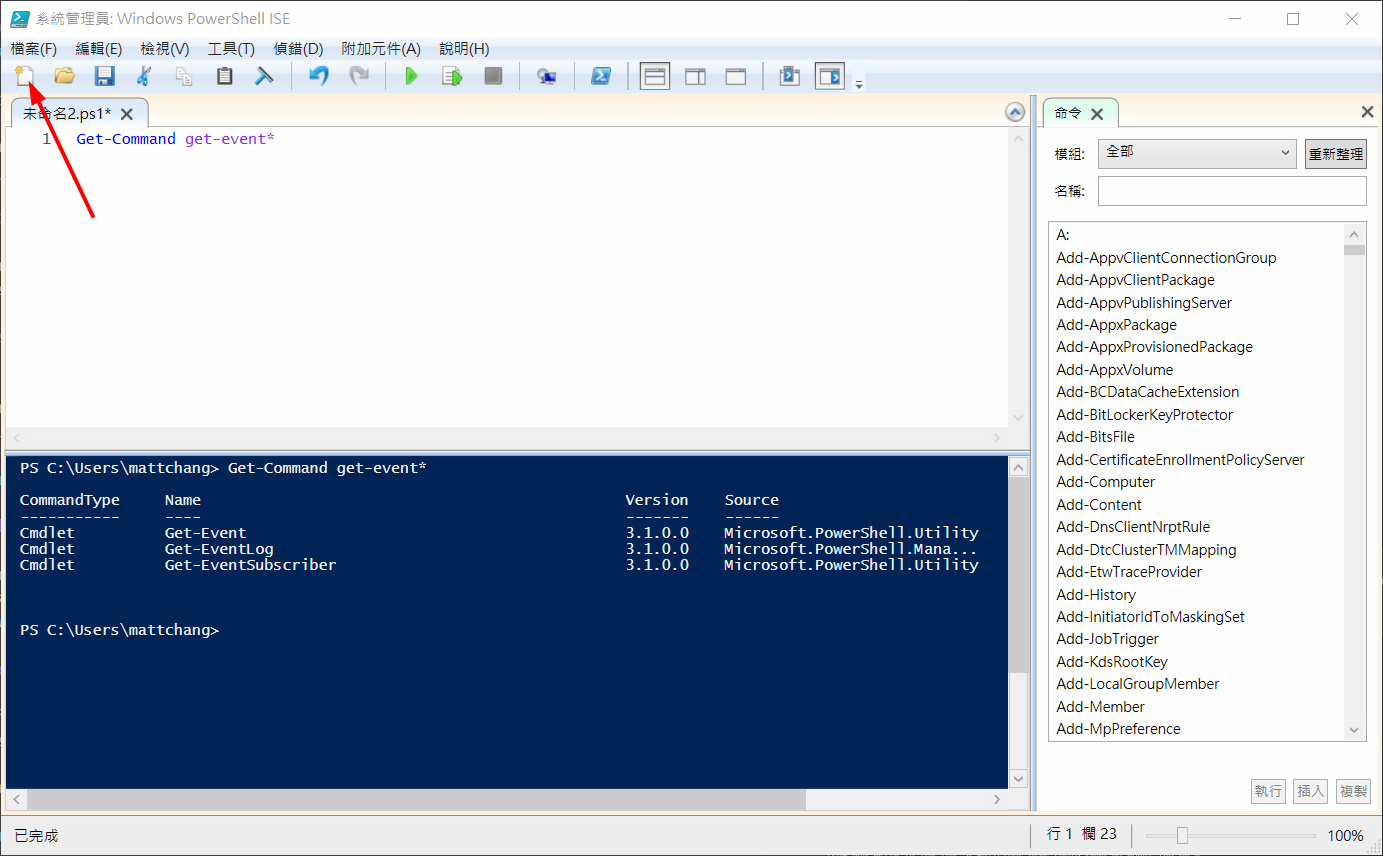 系統管理員: Windows PowerShell ISE
檔案(F) 編輯(E) 檢視(V) 工具(T) 偵錯(D) 附加元件(A) 說明(H)
未命名2.ps1*
1 Get-Command get-event*
PS C:\Users\mattchang> Get-Command get-event*
CommandType Name Version Source
----------- ---- ------- ------
Cmdlet Get-Event 3.1.0.0 Microsoft.PowerShell.Utility
Cmdlet Get-EventLog 3.1.0.0 Microsoft.PowerShell.Mana...
Cmdlet Get-EventSubscriber 3.1.0.0 Microsoft.PowerShell.Utility
PS C:\Users\mattchang>
命令
模組: 全部 重新整理
名稱:
A:
Add-AppvClientConnectionGroup
Add-AppvClientPackage
Add-AppvPublishingServer
Add-AppxPackage
Add-AppxProvisionedPackage
Add-AppxVolume
Add-BCDataCacheExtension
Add-BitLockerKeyProtector
Add-BitsFile
Add-CertificateEnrollmentPolicyServer
Add-Computer
Add-Content
Add-DnsClientNrptRule
Add-DtcClusterTMMapping
Add-EtwTraceProvider
Add-History
Add-InitiatorIdToMaskingSet
Add-JobTrigger
Add-KdsRootKey
Add-LocalGroupMember
Add-Member
Add-MpPreference
執行 插入 複製
已完成 行 1 欄 23 100%